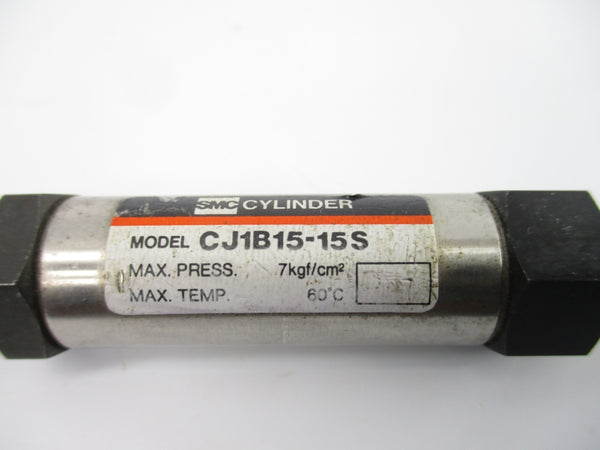 SMC CYLINDER
MODEL CJ1B15-15S
MAX. PRESS. 7kgf/cm²
MAX. TEMP. 60°C